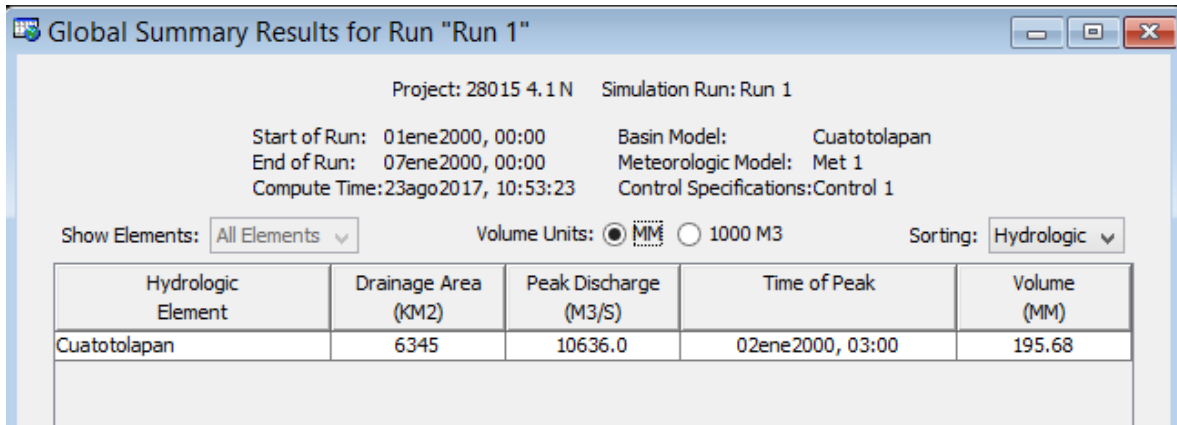 Global Summary Results for Run "Run 1"
Project: 28015 4.1 N Simulation Run: Run 1
Start of Run: 01ene2000, 00:00 Basin Model: Cuatotolapan
End of Run: 07ene2000, 00:00 Meteorologic Model: Met 1
Compute Time:23ago2017, 10:53:23 Control Specifications:Control 1
Show Elements: All Elements Volume Units: MM 1000 M3 Sorting: Hydrologic
Hydrologic Drainage Area Peak Discharge Time of Peak Volume
Element (KM2) (M3/S) (MM)
Cuatotolapan 6345 10636.0 02ene2000, 03:00 195.68